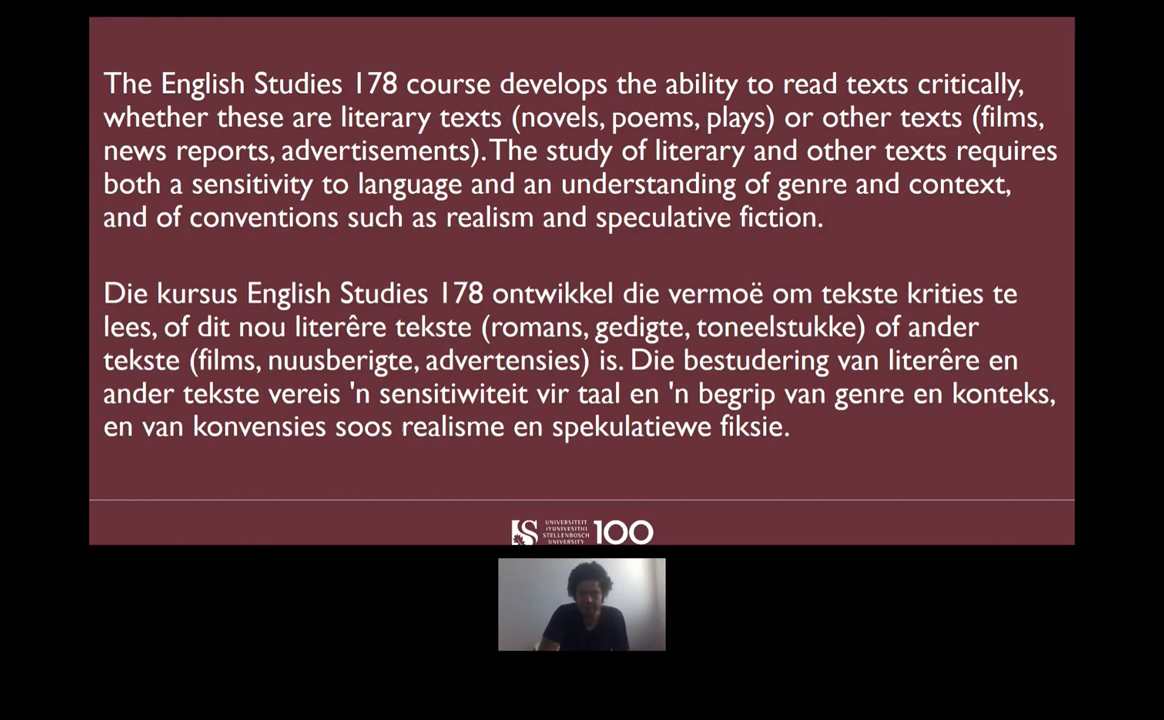 The English Studies 178 course develops the ability to read texts critically,
whether these are literary texts (novels, poems, plays) or other texts (films,
news reports, advertisements). The study of literary and other texts requires
both a sensitivity to language and an understanding of genre and context,
and of conventions such as realism and speculative fiction.
Die kursus English Studies 178 ontwikkel die vermoë om tekste krities te
lees, of dit nou literêre tekste (romans, gedigte, toneelstukke) of ander
tekste (films, nuusberigte, advertensies) is. Die bestudering van literêre en
ander tekste vereis 'n sensitiwiteit vir taal en 'n begrip van genre en konteks,
en van konvensies soos realisme en spekulatiewe fiksie.
UNIVERSITEIT
IYUNIVESITHI
STELLENBOSCH
UNIVERSITY
100